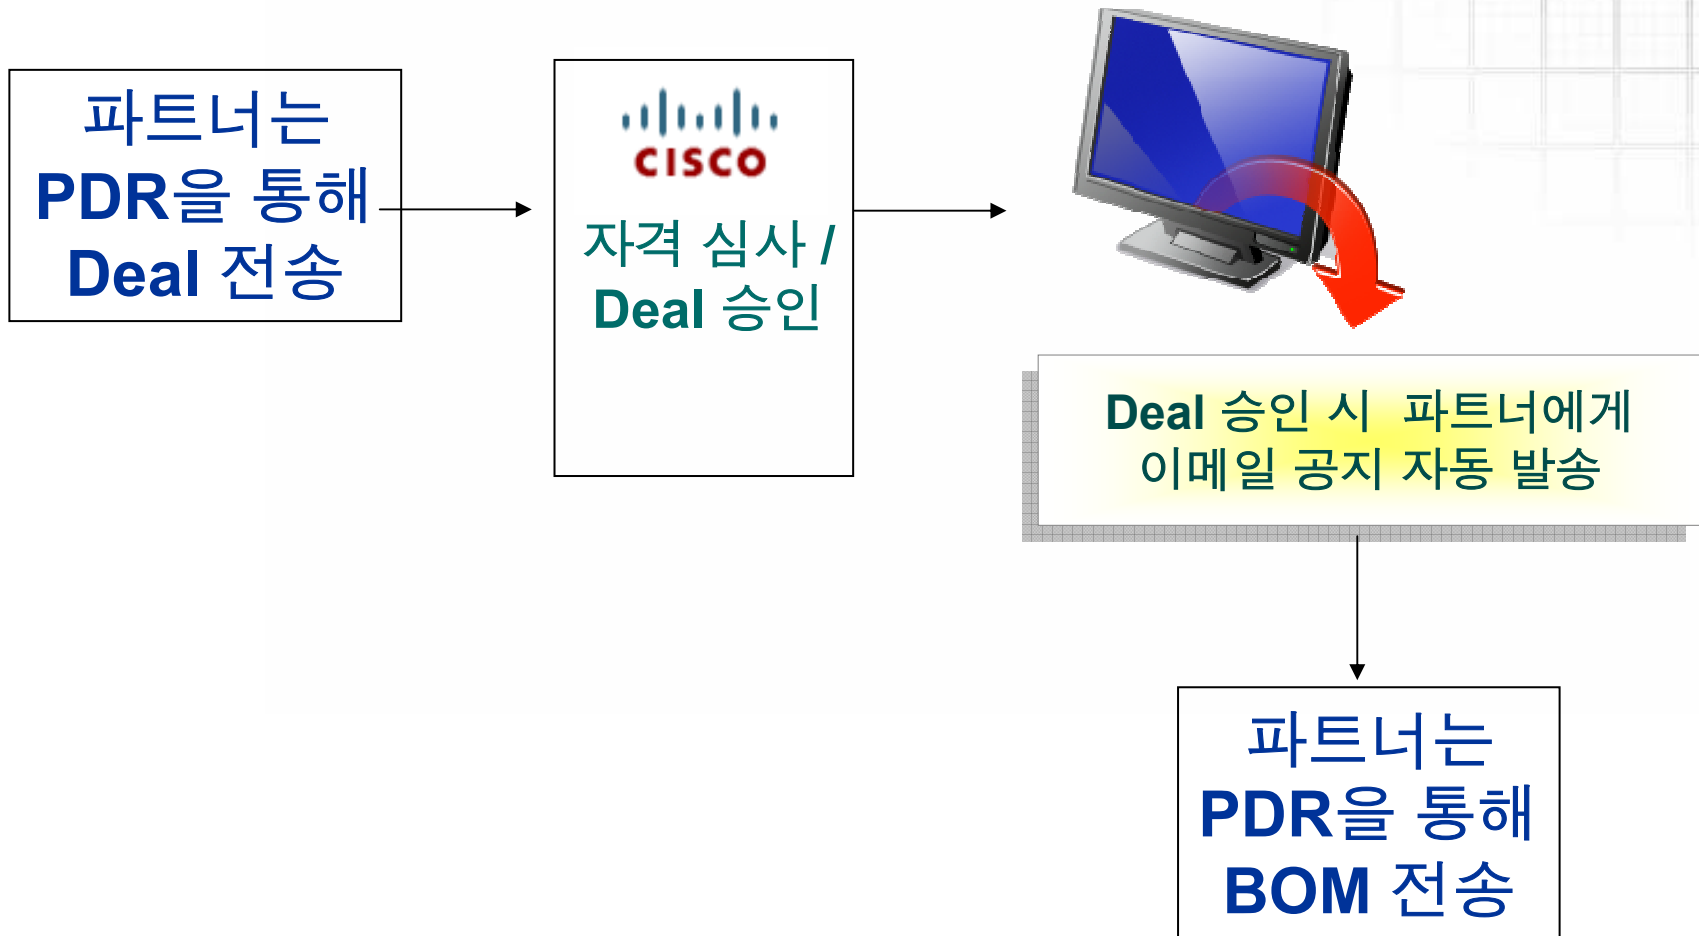 파트너는
PDR을 통해
Deal 전송
CISCO
자격 심사 /
Deal 승인
Deal 승인 시 파트너에게
이메일 공지 자동 발송
파트너는
PDR을 통해
BOM 전송